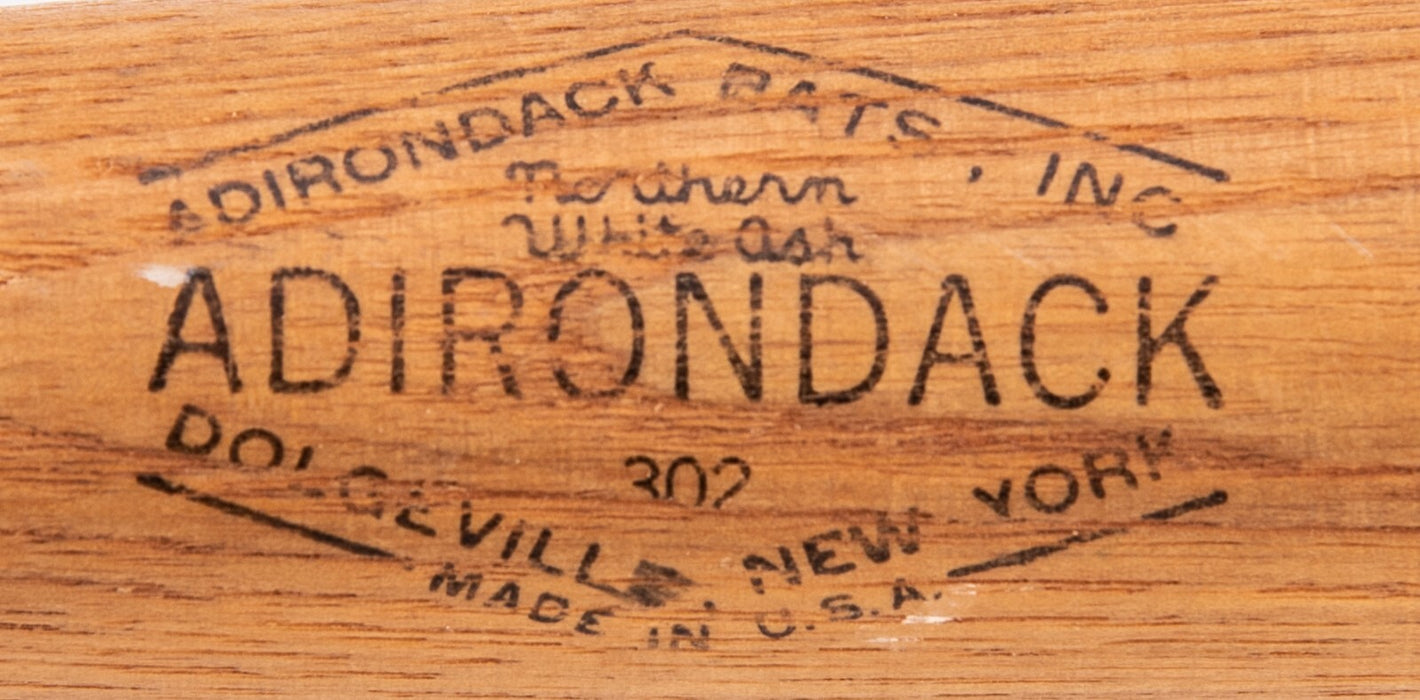 ADIRONDACK BATS, INC
Northern
White Ash
ADIRONDACK
302
DOLGEVILLE, NEW YORK
MADE IN U.S.A.